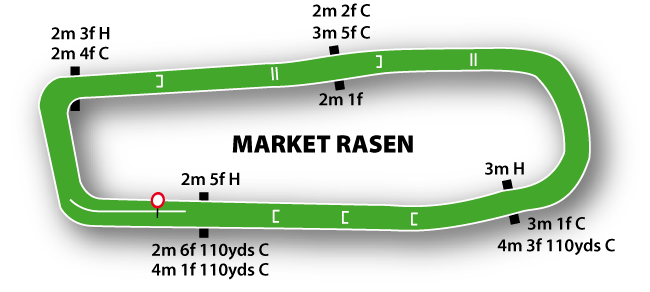 2m 2f C
3m 5f C
2m 3f H
2m 4f C
2m 1f
MARKET RASEN
2m 5f H
3m H
3m 1f C
4m 3f 110yds C
2m 6f 110yds C
4m 1f 110yds C